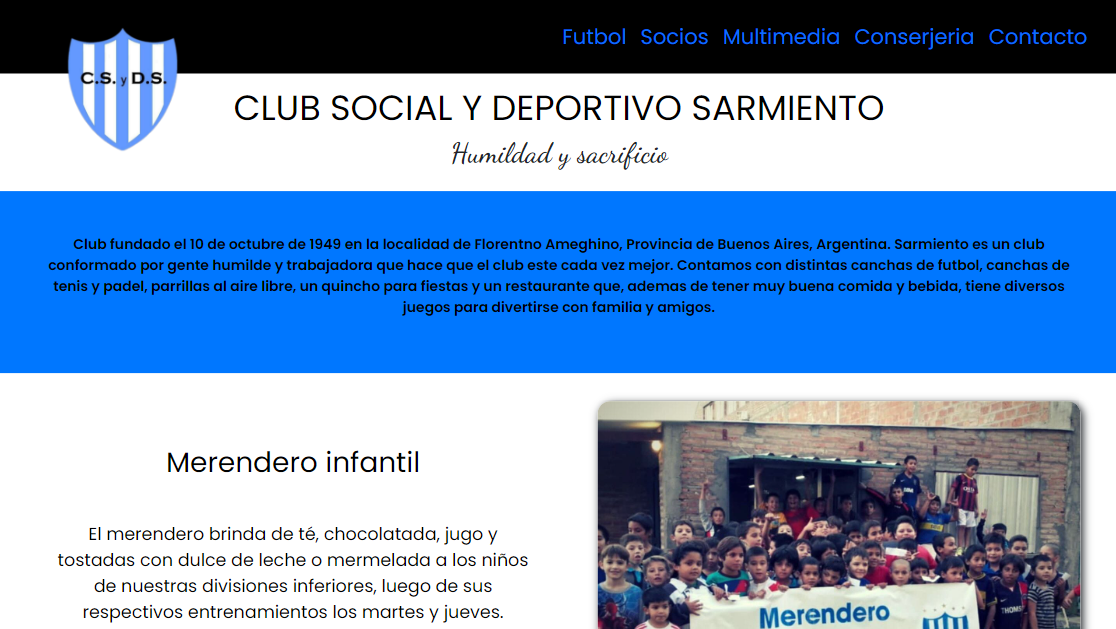 Futbol Socios Multimedia Conserjeria Contacto
C.S. y D.S.
CLUB SOCIAL Y DEPORTIVO SARMIENTO
Humildad y sacrificio
Club fundado el 10 de octubre de 1949 en la localidad de Florentno Ameghino, Provincia de Buenos Aires, Argentina. Sarmiento es un club
conformado por gente humilde y trabajadora que hace que el club este cada vez mejor. Contamos con distintas canchas de futbol, canchas de
tenis y padel, parrillas al aire libre, un quincho para fiestas y un restaurante que, ademas de tener muy buena comida y bebida, tiene diversos
juegos para divertirse con familia y amigos.
Merendero infantil
El merendero brinda de té, chocolatada, jugo y
tostadas con dulce de leche o mermelada a los niños
de nuestras divisiones inferiores, luego de sus
respectivos entrenamientos los martes y jueves.
Merendero